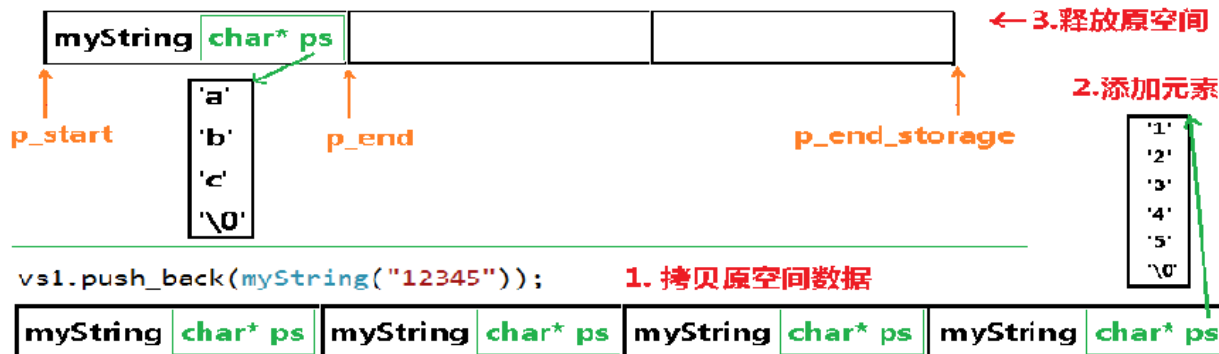 myString char* ps
←3.释放原空间
'a'
'b'
'c'
'\0'
p_start
p_end
p_end_storage
2.添加元素
'1'
'2'
'3'
'4'
'5'
'\0'
vs1.push_back(myString("12345"));
1. 拷贝原空间数据
myString char* ps myString char* ps myString char* ps myString char* ps